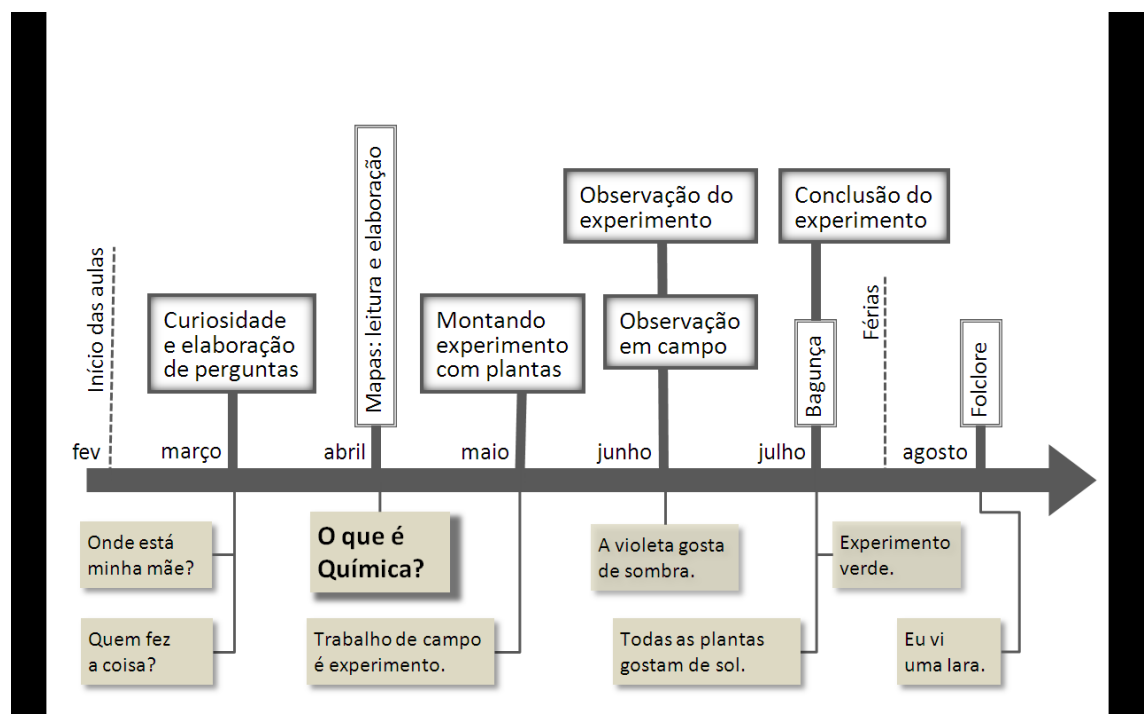 Início das aulas
Curiosidade
e elaboração
de perguntas
Mapas: leitura e elaboração
Montando
experimento
com plantas
Observação do
experimento
Observação
em campo
Conclusão do
experimento
Bagunça
Férias
Folclore
fev
março
abril
maio
junho
julho
agosto
Onde está
minha mãe?
Quem fez
a coisa?
O que é
Química?
Trabalho de campo
é experimento.
A violeta gosta
de sombra.
Todas as plantas
gostam de sol.
Experimento
verde.
Eu vi
uma Iara.